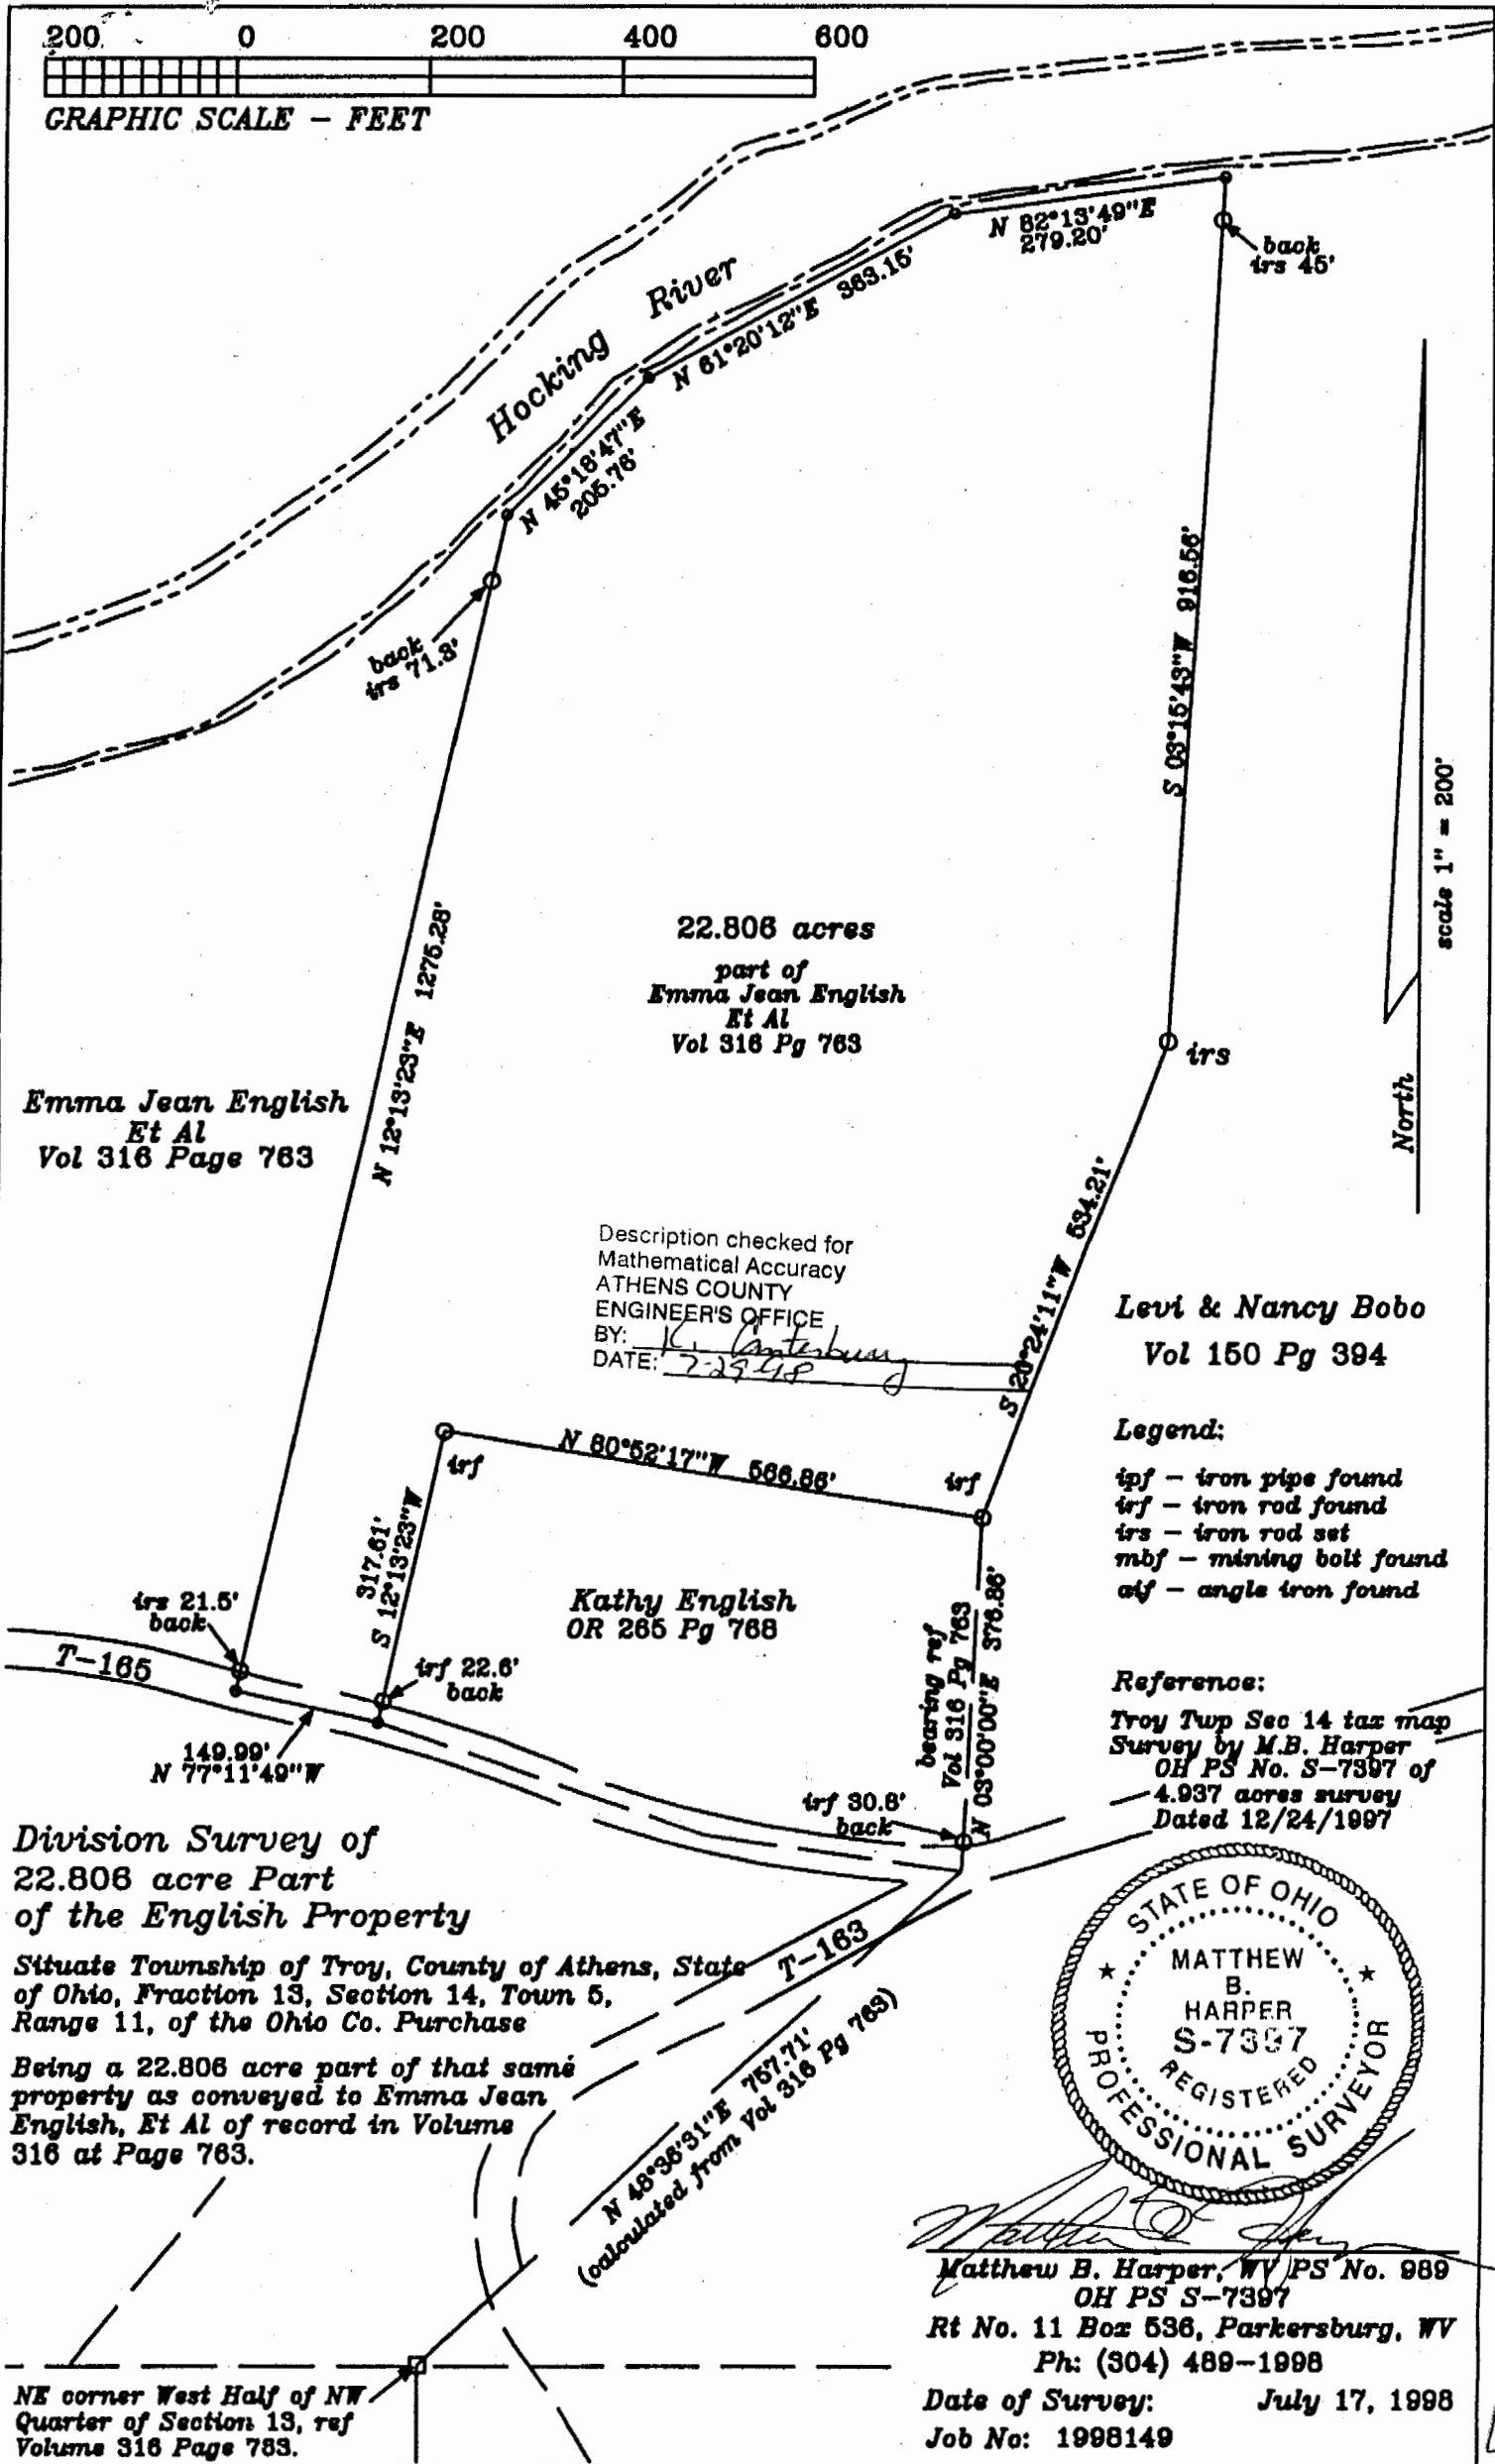 200 0 200 400 600
GRAPHIC SCALE - FEET
Hocking River
N 82°13'49"E
279.20'
back
irs 45'
N 61°20'12"E 363.15'
N 45°18'47"E
205.76'
back
irs 71.3'
S 03°15'43"W 916.56'
scale 1" = 200'
North
N 12°13'23"E 1275.28'
22.806 acres
part of
Emma Jean English
Et Al
Vol 316 Pg 763
irs
Emma Jean English
Et Al
Vol 316 Page 763
Description checked for
Mathematical Accuracy
ATHENS COUNTY
ENGINEER'S OFFICE
BY: K. Canterbury
DATE: 7-29-98
S 20°24'11"W 534.21'
Levi & Nancy Bobo
Vol 150 Pg 394
N 80°52'17"W 566.86'
irf
irf
Legend:
ipf - iron pipe found
irf - iron rod found
irs - iron rod set
mbf - mining bolt found
aif - angle iron found
317.61'
S 12°13'23"W
Kathy English
OR 265 Pg 768
irs 21.5'
back
T-165
irf 22.6'
back
149.99'
N 77°11'49"W
bearing ref
Vol 316 Pg 763
N 03°00'00"E 376.86'
irf 30.8'
back
Reference:
Troy Twp Sec 14 tax map
Survey by M.B. Harper
OH PS No. S-7397 of
4.937 acres survey
Dated 12/24/1997
Division Survey of
22.806 acre Part
of the English Property
Situate Township of Troy, County of Athens, State
of Ohio, Fraction 13, Section 14, Town 5,
Range 11, of the Ohio Co. Purchase
Being a 22.806 acre part of that same
property as conveyed to Emma Jean
English, Et Al of record in Volume
316 at Page 763.
T-163
N 48°36'31"E 757.71'
(calculated from Vol 316 Pg 763)
STATE OF OHIO
MATTHEW
B.
HARPER
S-7397
REGISTERED
PROFESSIONAL SURVEYOR
Matthew B. Harper, WV PS No. 989
OH PS S-7397
Rt No. 11 Box 536, Parkersburg, WV
Ph: (304) 489-1998
Date of Survey: July 17, 1998
Job No: 1998149
NE corner West Half of NW
Quarter of Section 13, ref
Volume 316 Page 763.